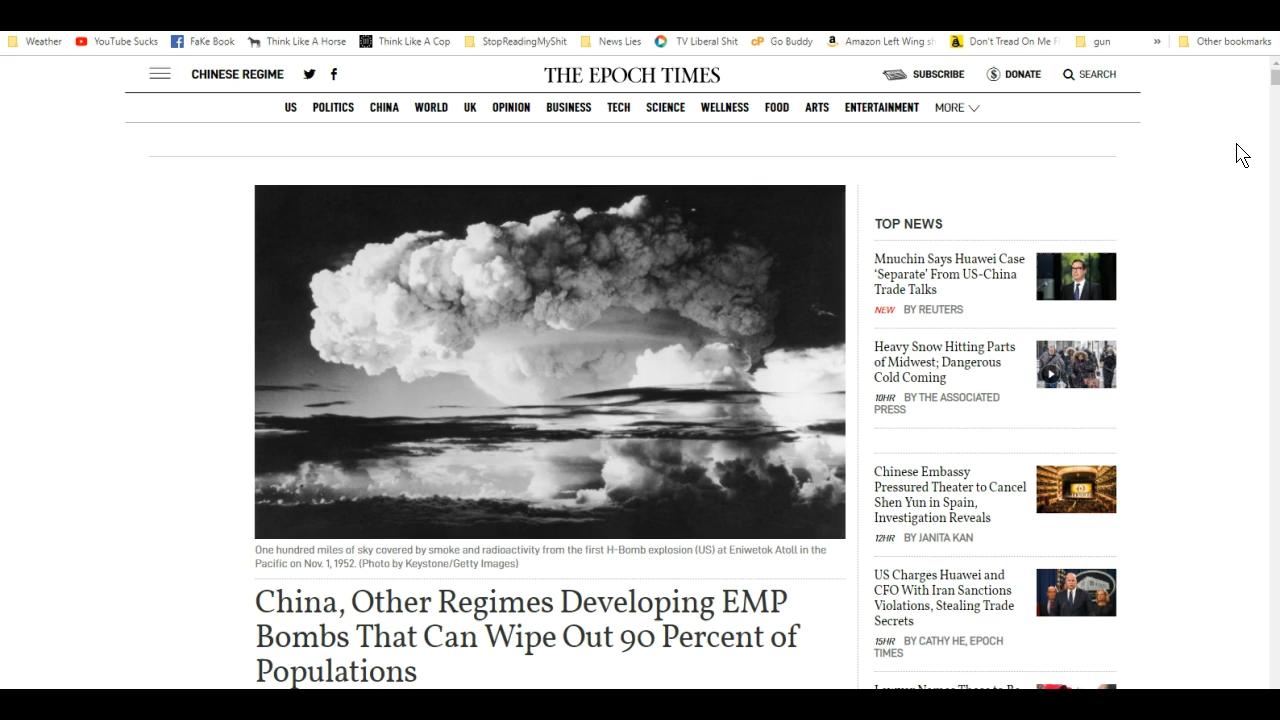 Weather YouTube Sucks FaKe Book Think Like A Horse Think Like A Cop StopReadingMyShit News Lies TV Liberal Shit Go Buddy Amazon Left Wing Don't Tread On Me gun » Other bookmarks
CHINESE REGIME THE EPOCH TIMES SUBSCRIBE DONATE SEARCH
US POLITICS CHINA WORLD UK OPINION BUSINESS TECH SCIENCE WELLNESS FOOD ARTS ENTERTAINMENT MORE
One hundred miles of sky covered by smoke and radioactivity from the first H-Bomb explosion (US) at Eniwetok Atoll in the
Pacific on Nov. 1, 1952. (Photo by Keystone/Getty Images)
China, Other Regimes Developing EMP
Bombs That Can Wipe Out 90 Percent of
Populations
TOP NEWS
Mnuchin Says Huawei Case
‘Separate’ From US-China
Trade Talks
NEW BY REUTERS
Heavy Snow Hitting Parts
of Midwest; Dangerous
Cold Coming
10HR BY THE ASSOCIATED
PRESS
Chinese Embassy
Pressured Theater to Cancel
Shen Yun in Spain,
Investigation Reveals
12HR BY JANITA KAN
US Charges Huawei and
CFO With Iran Sanctions
Violations, Stealing Trade
Secrets
15HR BY CATHY HE, EPOCH
TIMES